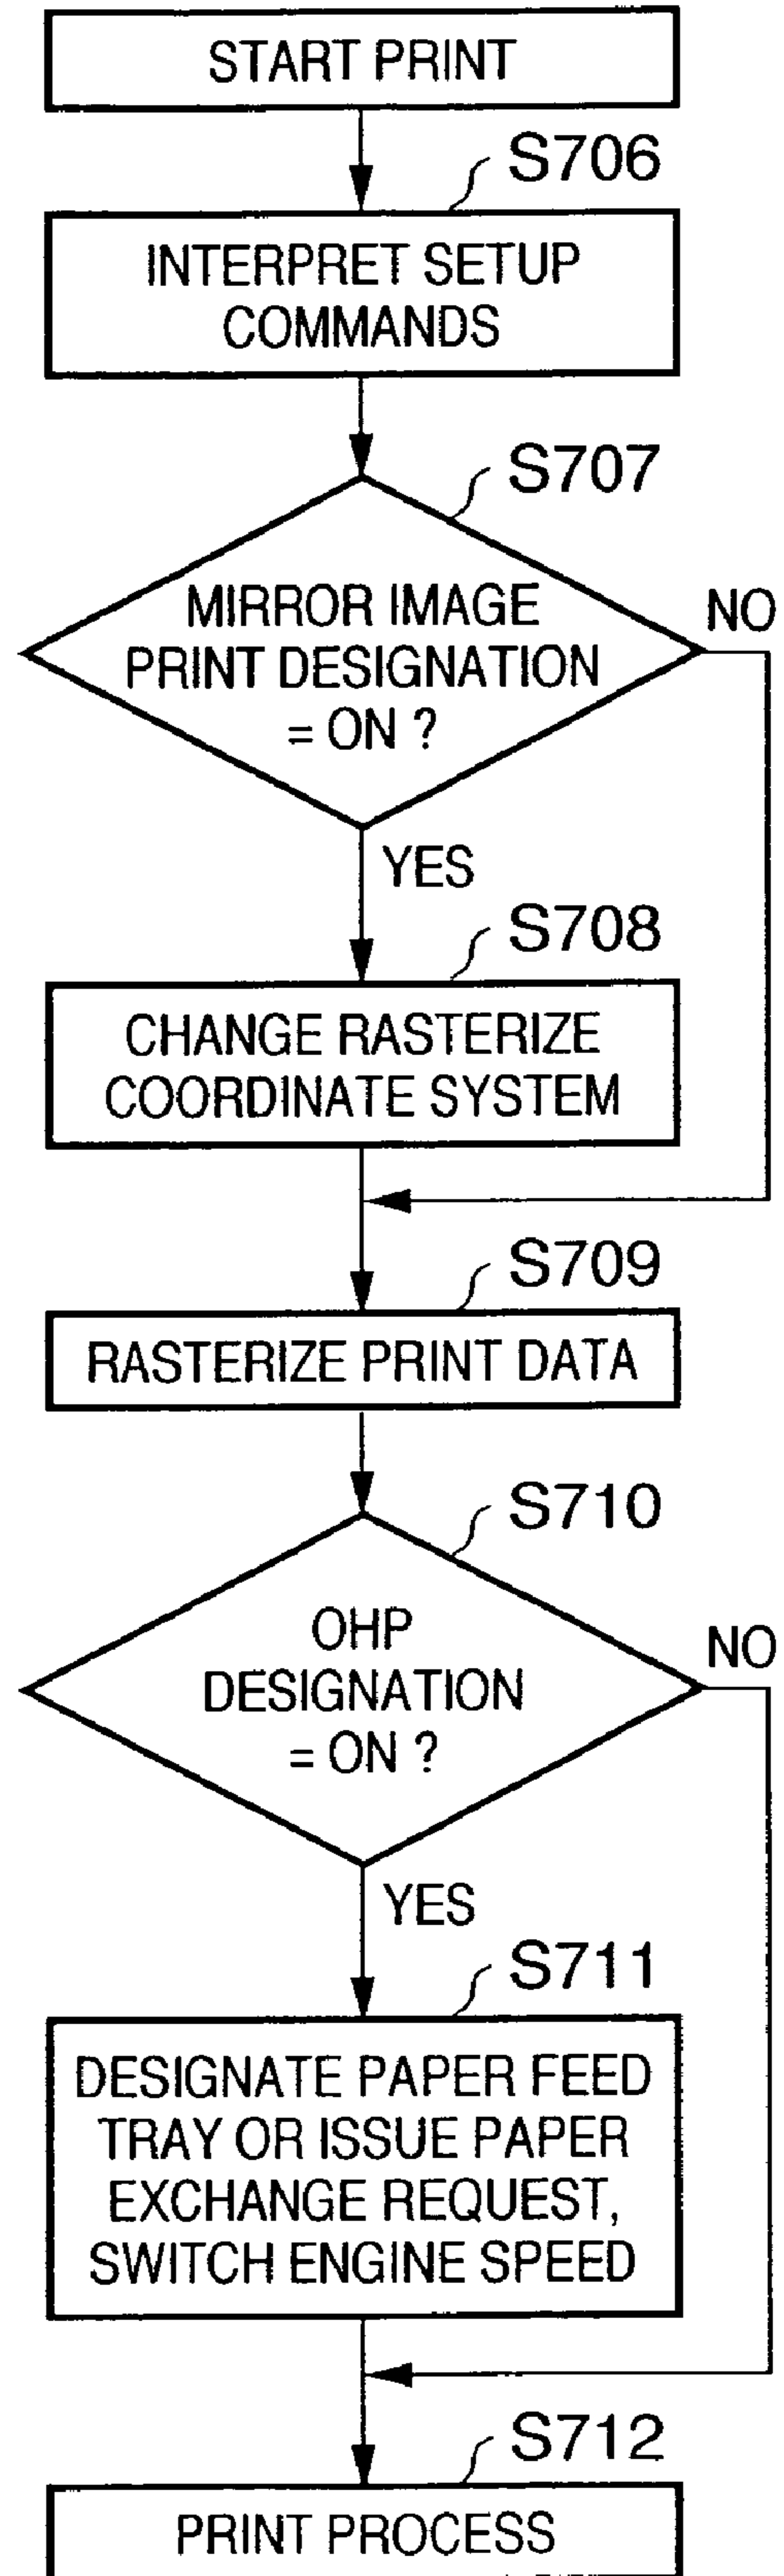 START PRINT
S706
INTERPRET SETUP
COMMANDS
S707
MIRROR IMAGE
PRINT DESIGNATION
= ON ?
NO
YES
S708
CHANGE RASTERIZE
COORDINATE SYSTEM
S709
RASTERIZE PRINT DATA
S710
OHP
DESIGNATION
= ON ?
NO
YES
S711
DESIGNATE PAPER FEED
TRAY OR ISSUE PAPER
EXCHANGE REQUEST,
SWITCH ENGINE SPEED
S712
PRINT PROCESS